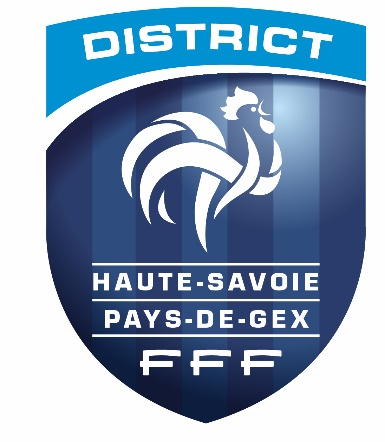 DISTRICT
HAUTE-SAVOIE
PAYS-DE-GEX
FFF